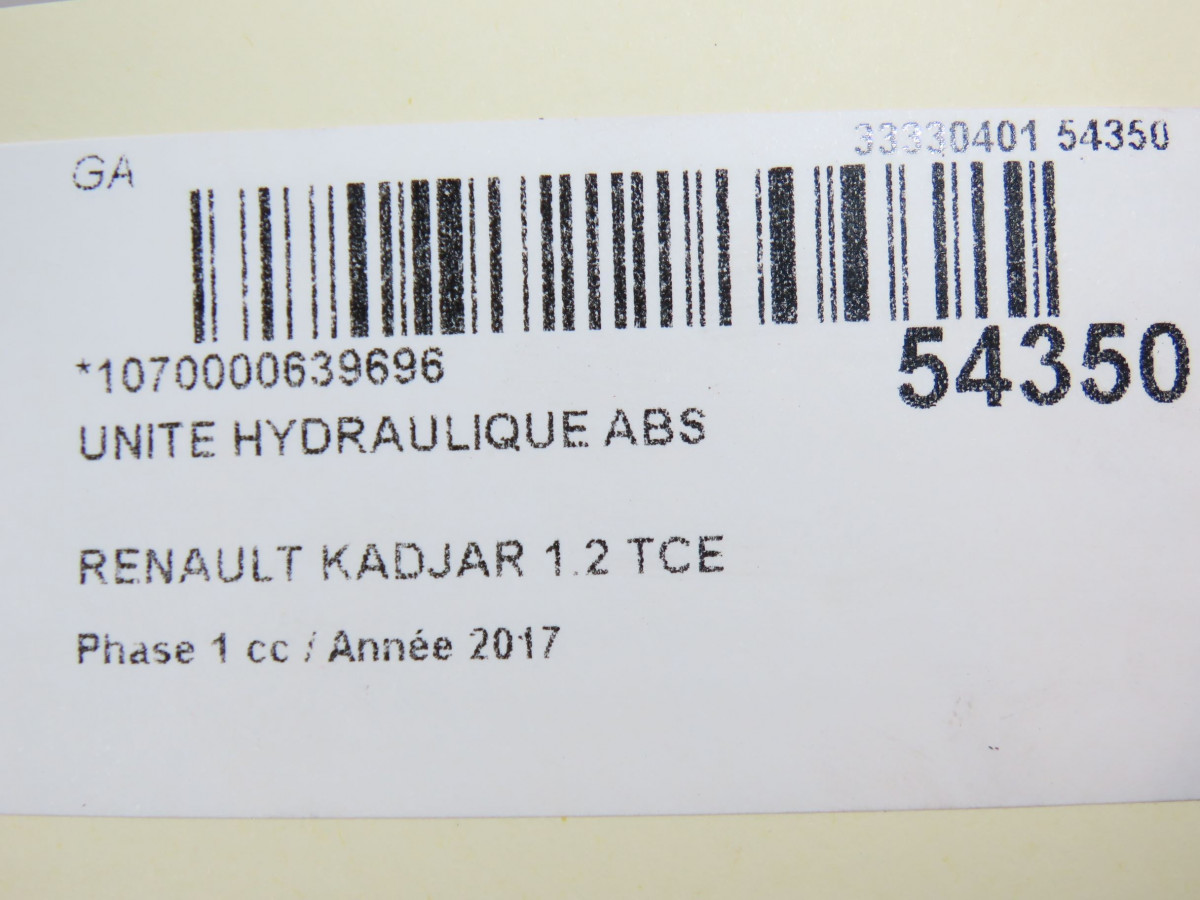 GA
33330401 54350
*1070000639696
54350
UNITE HYDRAULIQUE ABS
RENAULT KADJAR 1.2 TCE
Phase 1 cc / Année 2017